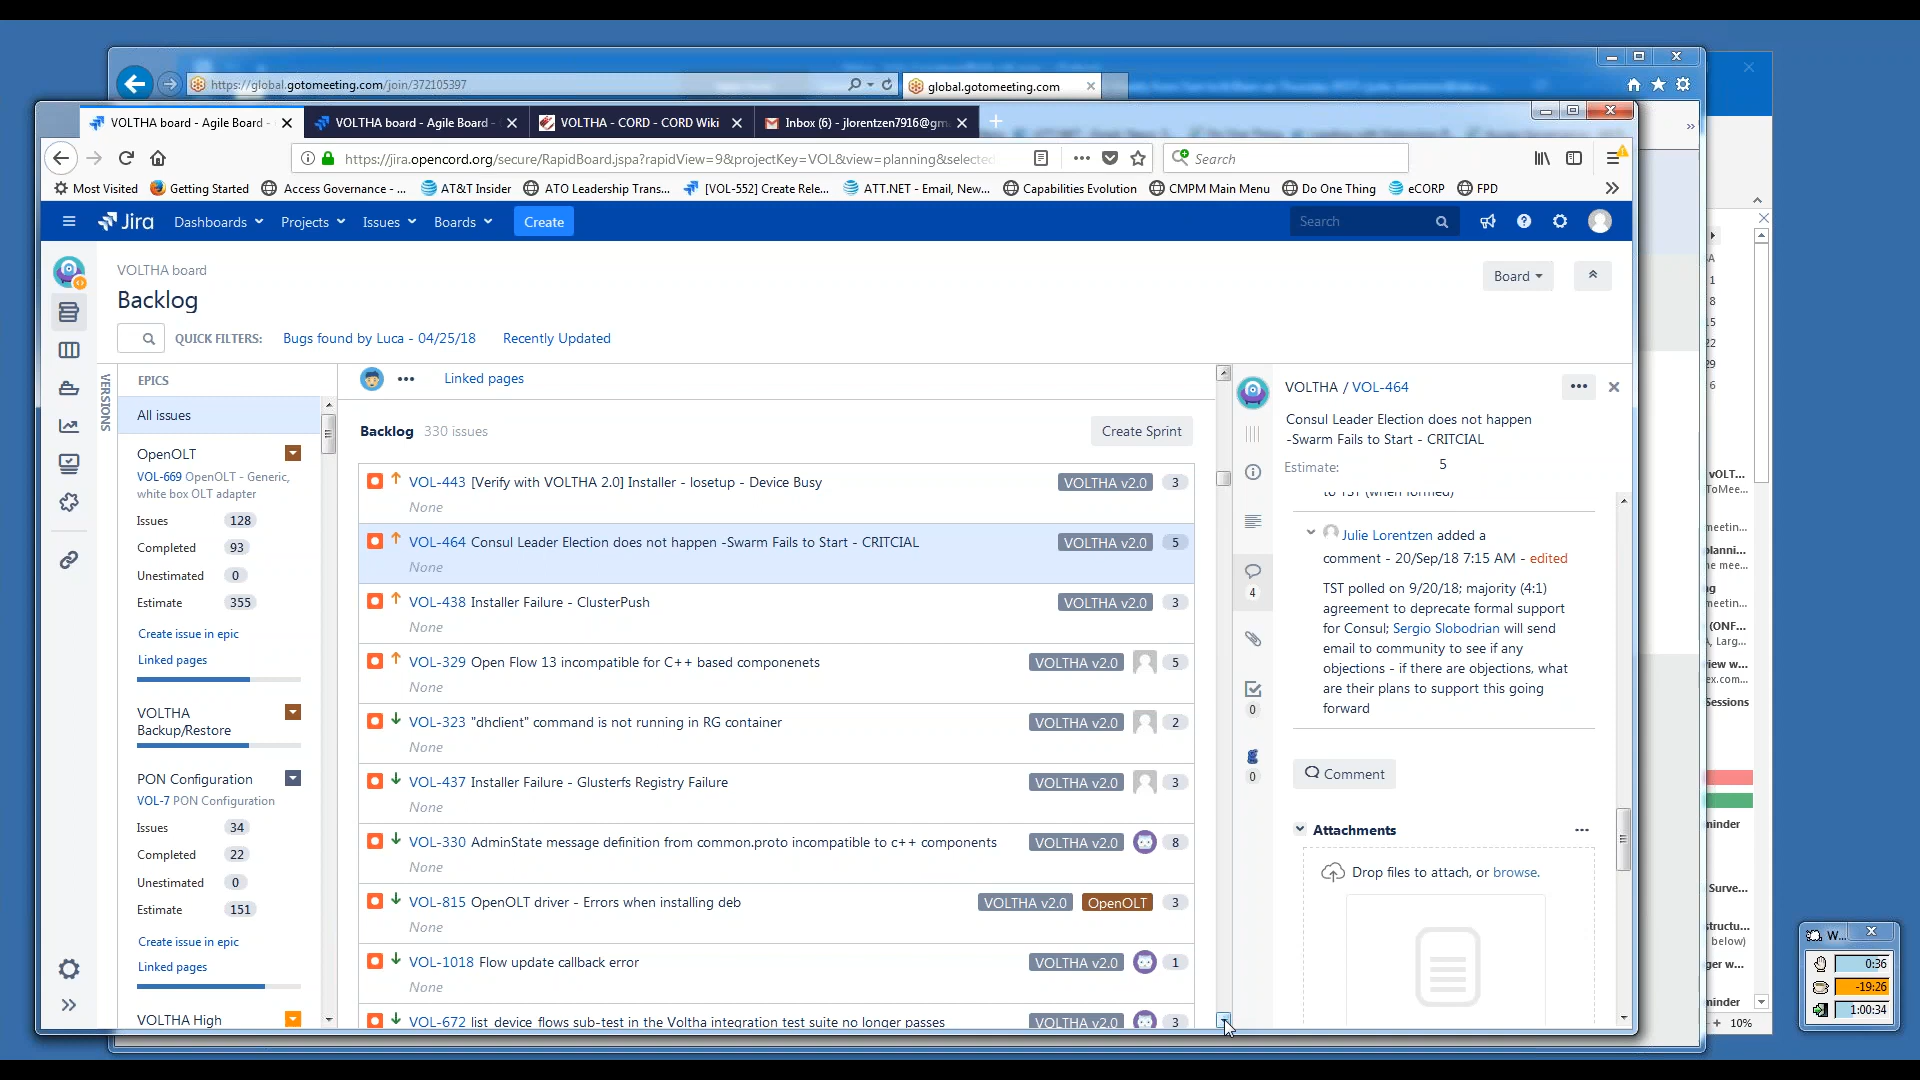 https://global.gotomeeting.com/join/372105397
global.gotomeeting.com
VOLTHA board - Agile Board -
VOLTHA board - Agile Board -
VOLTHA - CORD - CORD Wiki
Inbox (6) - jlorentzen7916@gm
https://jira.opencord.org/secure/RapidBoard.jspa?rapidView=9&projectKey=VOL&view=planning&selected
Search
Most Visited
Getting Started
Access Governance - ...
AT&T Insider
ATO Leadership Trans...
[VOL-552] Create Rele...
ATT.NET - Email, New...
Capabilities Evolution
CMPM Main Menu
Do One Thing
eCORP
FPD
Jira
Dashboards
Projects
Issues
Boards
Create
Search
VOLTHA board
Backlog
Board
QUICK FILTERS:
Bugs found by Luca - 04/25/18
Recently Updated
VERSIONS
EPICS
All issues
OpenOLT
VOL-669 OpenOLT - Generic,
white box OLT adapter
Issues 128
Completed 93
Unestimated 0
Estimate 355
Create issue in epic
Linked pages
VOLTHA
Backup/Restore
PON Configuration
VOL-7 PON Configuration
Issues 34
Completed 22
Unestimated 0
Estimate 151
Create issue in epic
Linked pages
VOLTHA High
Linked pages
Backlog 330 issues
Create Sprint
VOL-443 [Verify with VOLTHA 2.0] Installer - losetup - Device Busy VOLTHA v2.0 3
None
VOL-464 Consul Leader Election does not happen -Swarm Fails to Start - CRITCIAL VOLTHA v2.0 5
None
VOL-438 Installer Failure - ClusterPush VOLTHA v2.0 3
None
VOL-329 Open Flow 13 incompatible for C++ based componenets VOLTHA v2.0 5
None
VOL-323 "dhclient" command is not running in RG container VOLTHA v2.0 2
None
VOL-437 Installer Failure - Glusterfs Registry Failure VOLTHA v2.0 3
None
VOL-330 AdminState message definition from common.proto incompatible to c++ components VOLTHA v2.0 8
None
VOL-815 OpenOLT driver - Errors when installing deb VOLTHA v2.0 OpenOLT 3
None
VOL-1018 Flow update callback error VOLTHA v2.0 1
None
VOL-672 list_device_flows sub-test in the Voltha integration test suite no longer passes VOLTHA v2.0 3
VOLTHA / VOL-464
Consul Leader Election does not happen
-Swarm Fails to Start - CRITCIAL
Estimate: 5
to TST (when formed)
Julie Lorentzen added a
comment - 20/Sep/18 7:15 AM - edited
TST polled on 9/20/18; majority (4:1)
agreement to deprecate formal support
for Consul; Sergio Slobodrian will send
email to community to see if any
objections - if there are objections, what
are their plans to support this going
forward
4
0
0
Comment
Attachments
Drop files to attach, or browse.
W...
0:36
-19:26
1:00:34
10%